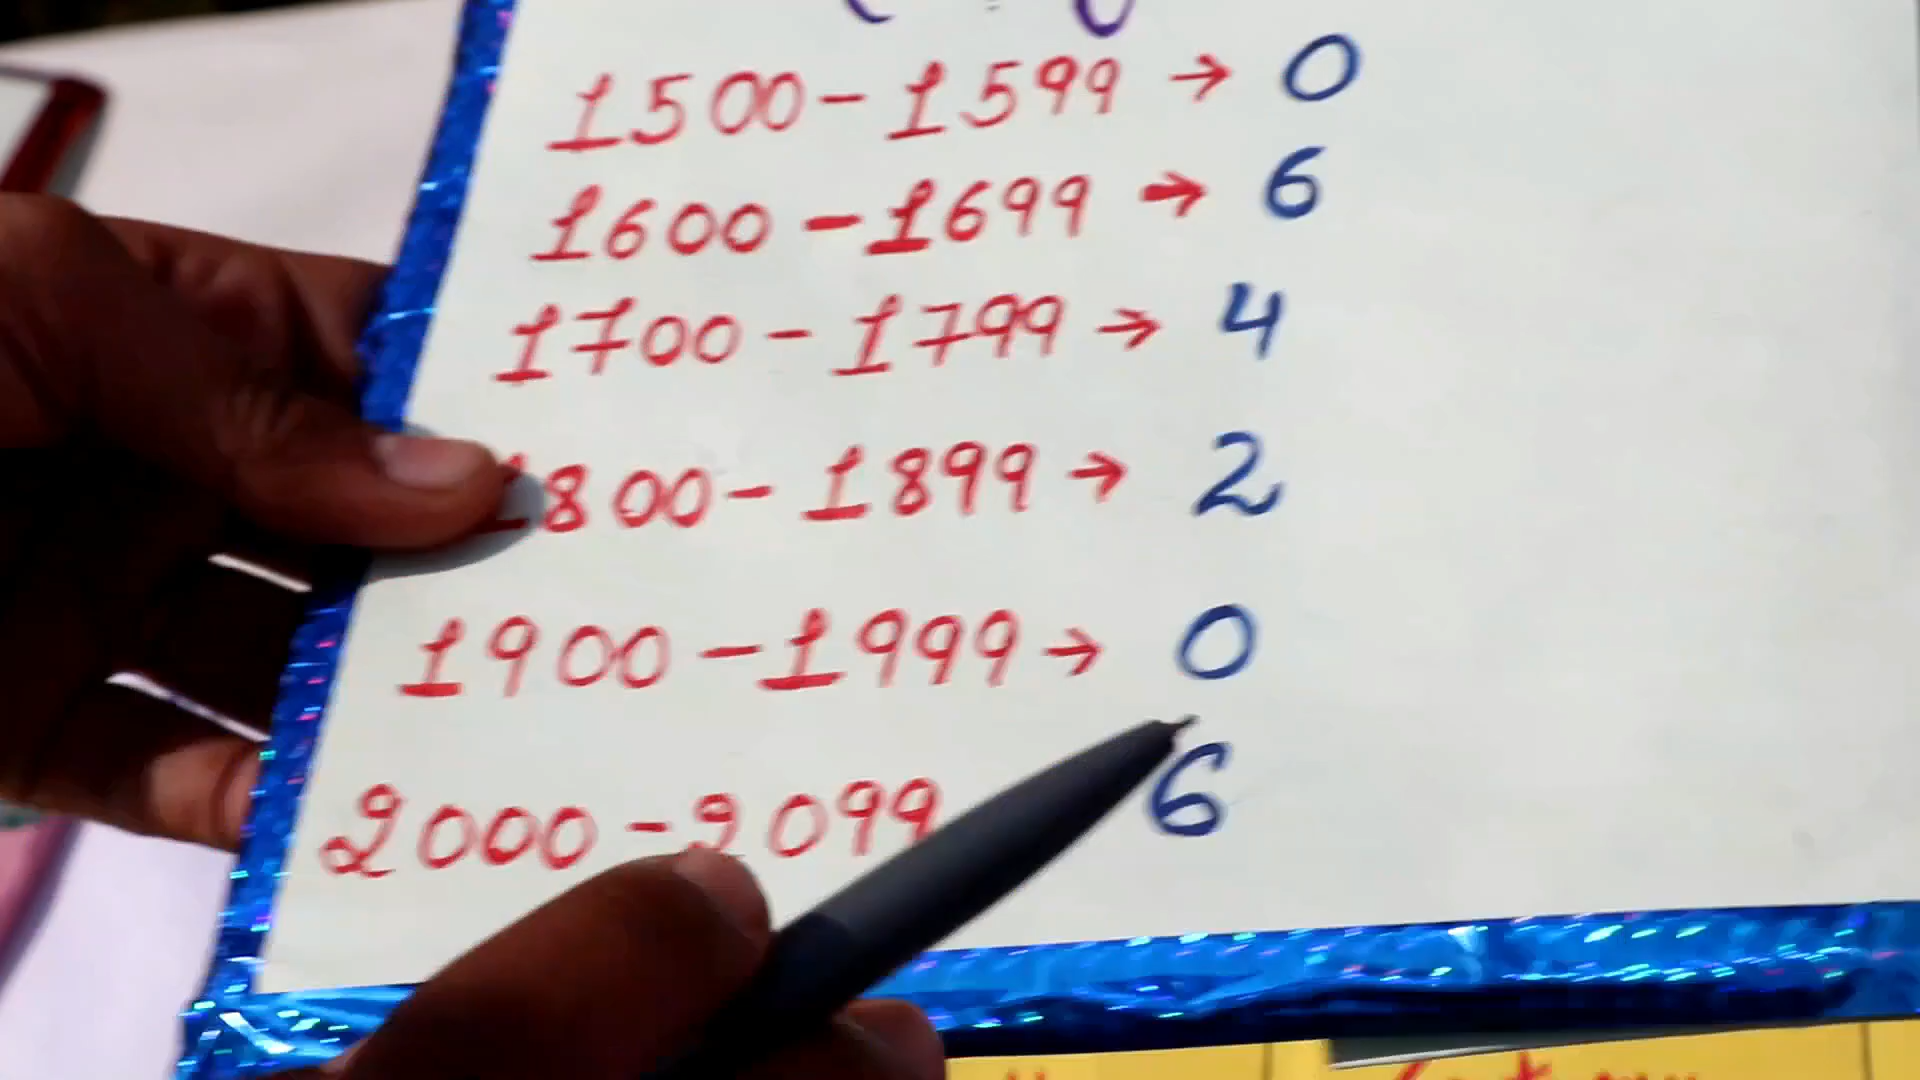 1500-1599 → 0
1600-1699 → 6
1700-1799 → 4
1800-1899 → 2
1900-1999 → 0
2000-2099 6